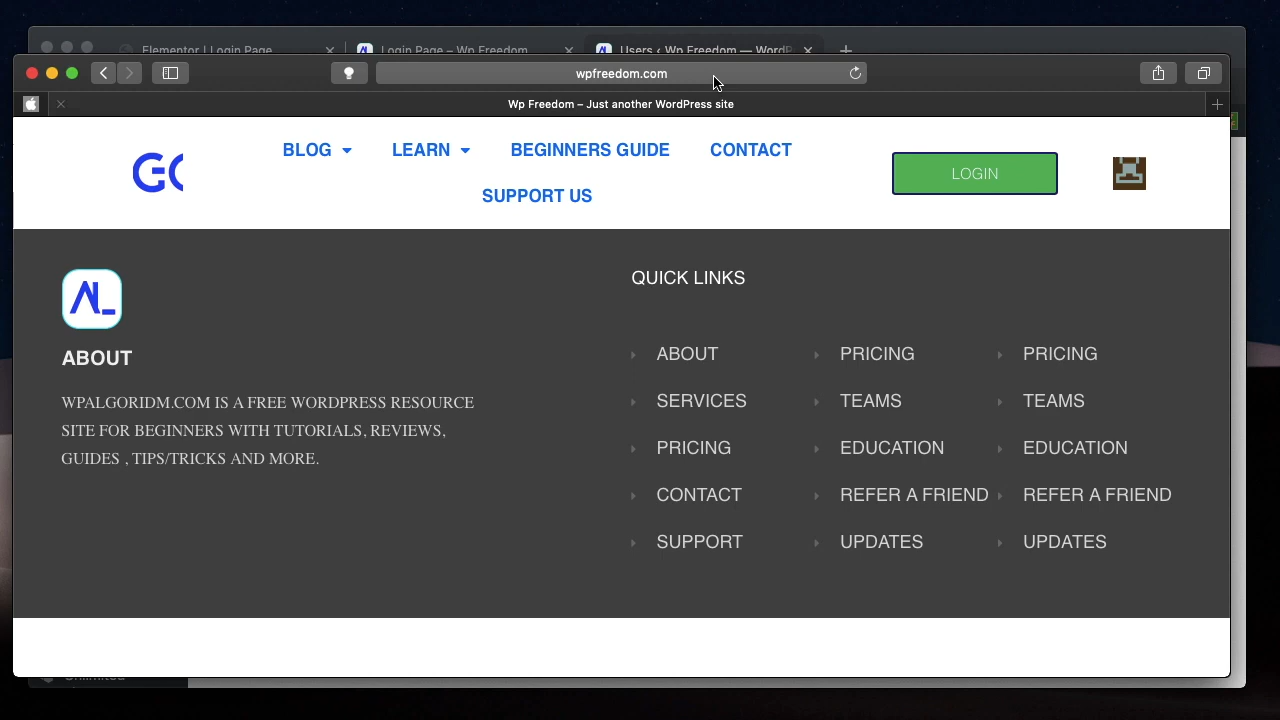 Elementor | Login Page
Login Page – Wp Freedom
Users ‹ Wp Freedom — WordP
wpfreedom.com
Wp Freedom – Just another WordPress site
GC
BLOG
LEARN
BEGINNERS GUIDE
CONTACT
SUPPORT US
LOGIN
AL_
ABOUT
WPALGORIDM.COM IS A FREE WORDPRESS RESOURCE
SITE FOR BEGINNERS WITH TUTORIALS, REVIEWS,
GUIDES , TIPS/TRICKS AND MORE.
QUICK LINKS
ABOUT
SERVICES
PRICING
CONTACT
SUPPORT
PRICING
TEAMS
EDUCATION
REFER A FRIEND
UPDATES
PRICING
TEAMS
EDUCATION
REFER A FRIEND
UPDATES